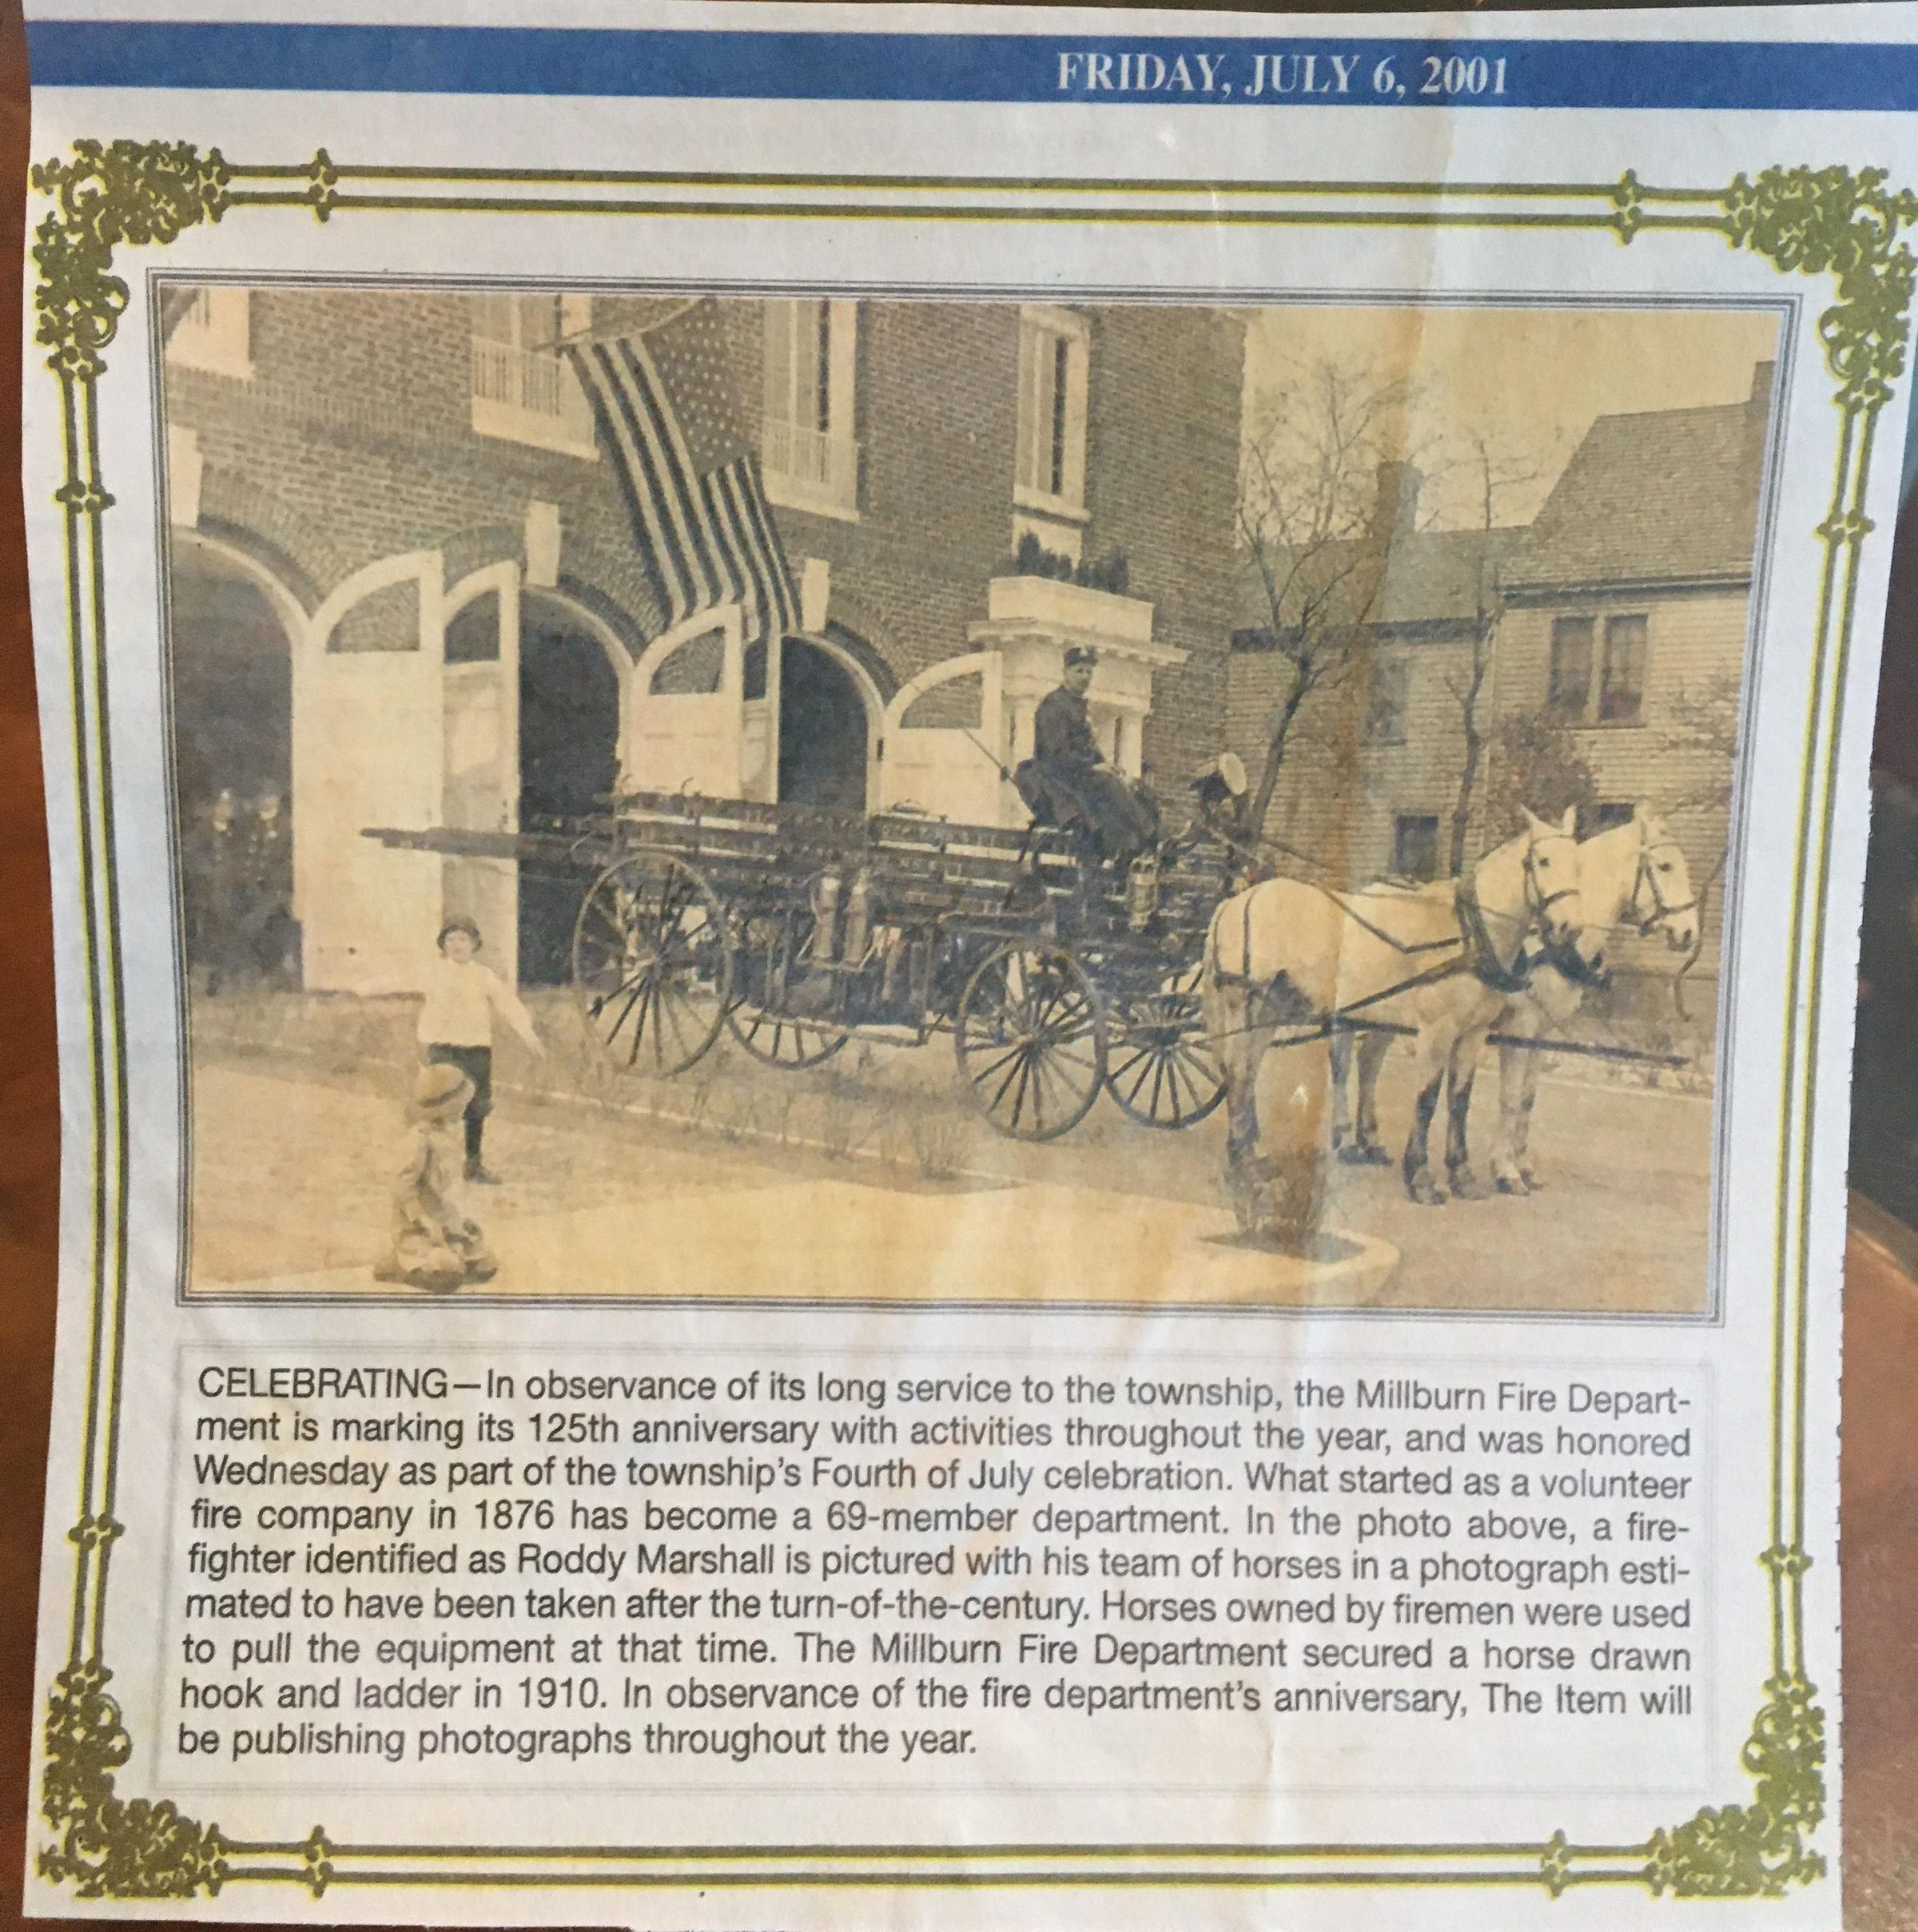 FRIDAY, JULY 6, 2001
CELEBRATING—In observance of its long service to the township, the Millburn Fire Depart-
ment is marking its 125th anniversary with activities throughout the year, and was honored
Wednesday as part of the township's Fourth of July celebration. What started as a volunteer
fire company in 1876 has become a 69-member department. In the photo above, a fire-
fighter identified as Roddy Marshall is pictured with his team of horses in a photograph esti-
mated to have been taken after the turn-of-the-century. Horses owned by firemen were used
to pull the equipment at that time. The Millburn Fire Department secured a horse drawn
hook and ladder in 1910. In observance of the fire department's anniversary, The Item will
be publishing photographs throughout the year.